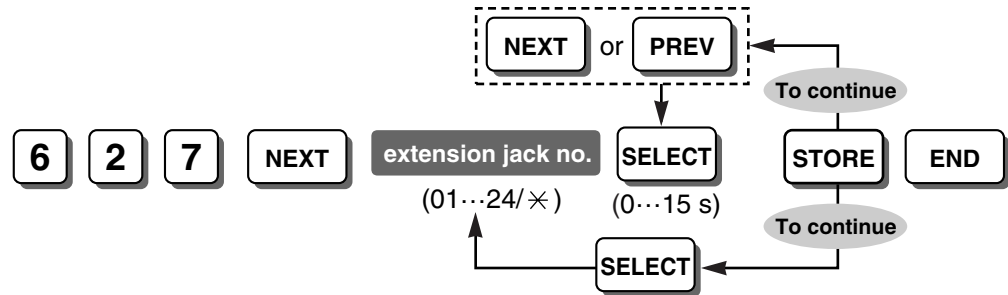 NEXT or PREV
To continue
6 2 7 NEXT extension jack no. SELECT STORE END
(01···24/✳) (0···15 s)
To continue
SELECT